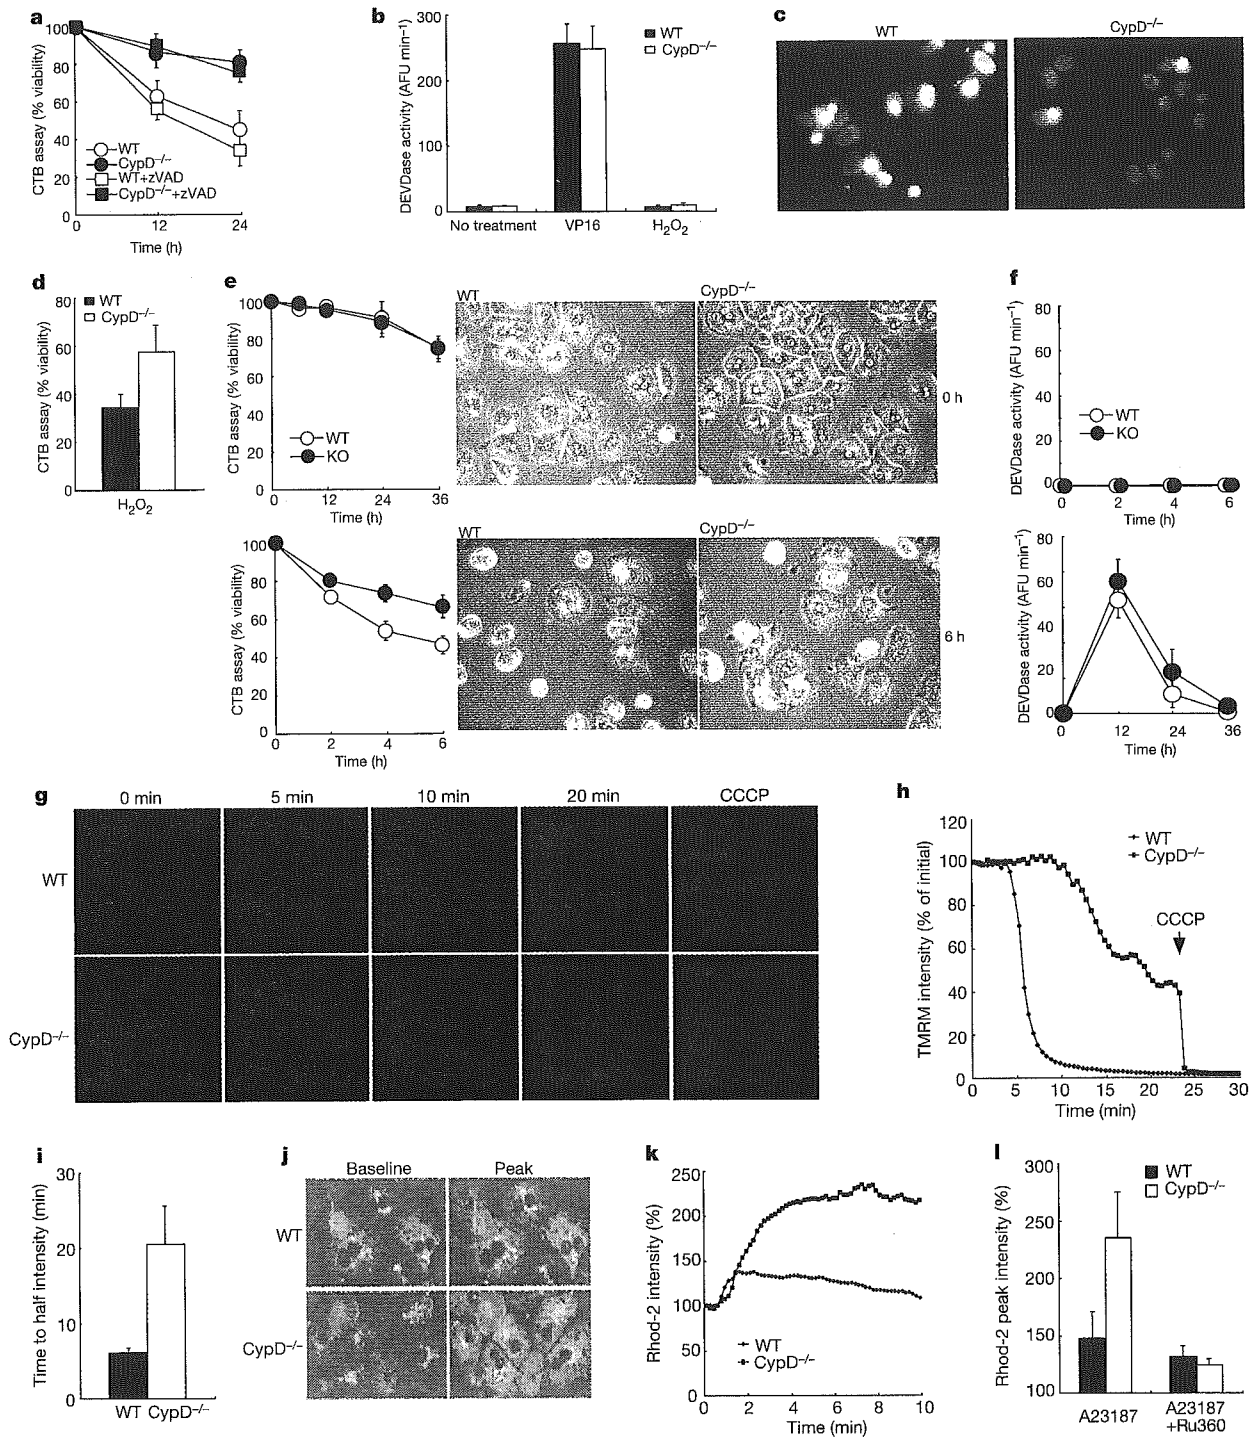 a
CTB assay (% viability)
100
80
60
40
20
0
WT
CypD–/–
WT+zVAD
CypD–/–+zVAD
0 12 24
Time (h)
b
DEVDase activity (AFU min–1)
300
200
100
0
WT
CypD–/–
No treatment VP16 H2O2
c
WT CypD–/–
d
CTB assay (% viability)
80
60
40
20
0
WT
CypD–/–
H2O2
e
CTB assay (% viability)
100
80
60
40
20
0
WT
KO
0 12 24 36
Time (h)
WT CypD–/–
0 h
CTB assay (% viability)
100
80
60
40
20
0
0 2 4 6
Time (h)
WT CypD–/–
6 h
f
DEVDase activity (AFU min–1)
80
60
40
20
0
WT
KO
0 2 4 6
Time (h)
DEVDase activity (AFU min–1)
80
60
40
20
0
0 12 24 36
Time (h)
g
0 min 5 min 10 min 20 min CCCP
WT
CypD–/–
h
TMRM intensity (% of initial)
120
100
80
60
40
20
0
WT
CypD–/–
CCCP
0 5 10 15 20 25 30
Time (min)
i
Time to half intensity (min)
30
20
10
0
WT CypD–/–
j
Baseline Peak
WT
CypD–/–
k
Rhod-2 intensity (%)
250
200
150
100
50
0
WT
CypD–/–
0 2 4 6 8 10
Time (min)
l
Rhod-2 peak intensity (%)
300
250
200
150
100
WT
CypD–/–
A23187 A23187
+Ru360